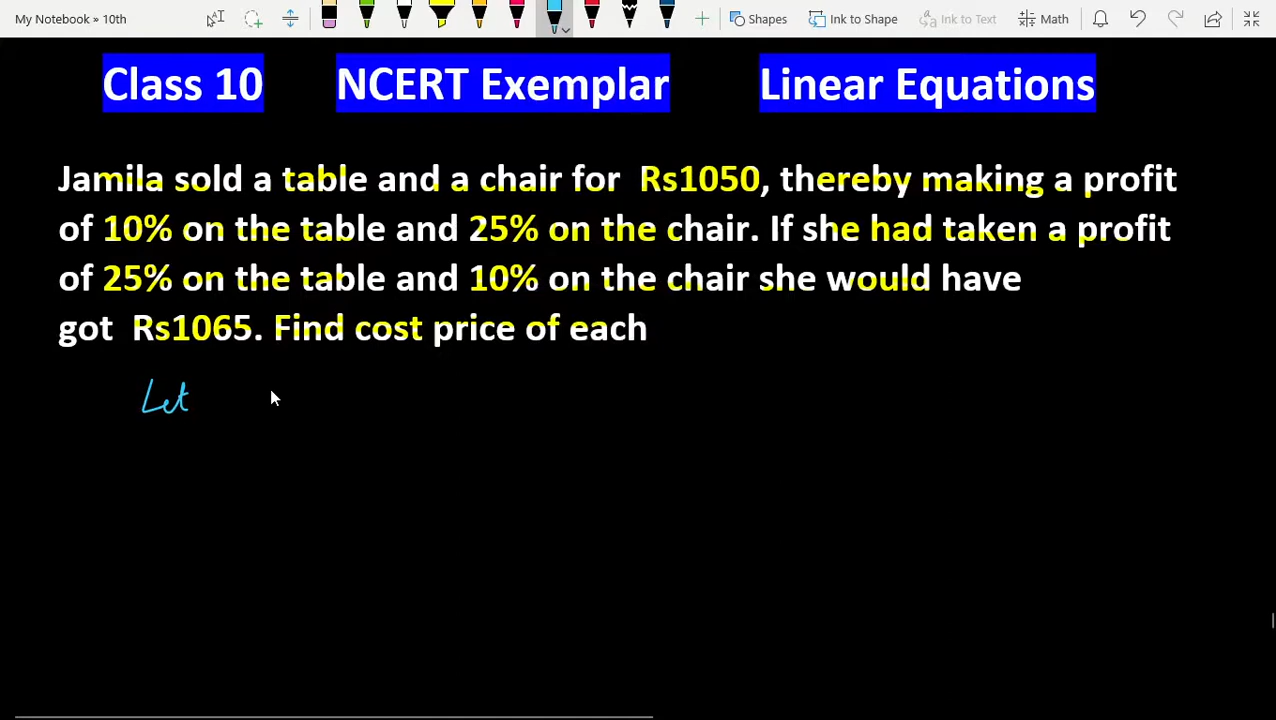 My Notebook » 10th
Shapes
Ink to Shape
Ink to Text
Math
Class 10 NCERT Exemplar Linear Equations
Jamila sold a table and a chair for Rs1050, thereby making a profit
of 10% on the table and 25% on the chair. If she had taken a profit
of 25% on the table and 10% on the chair she would have
got Rs1065. Find cost price of each
Let